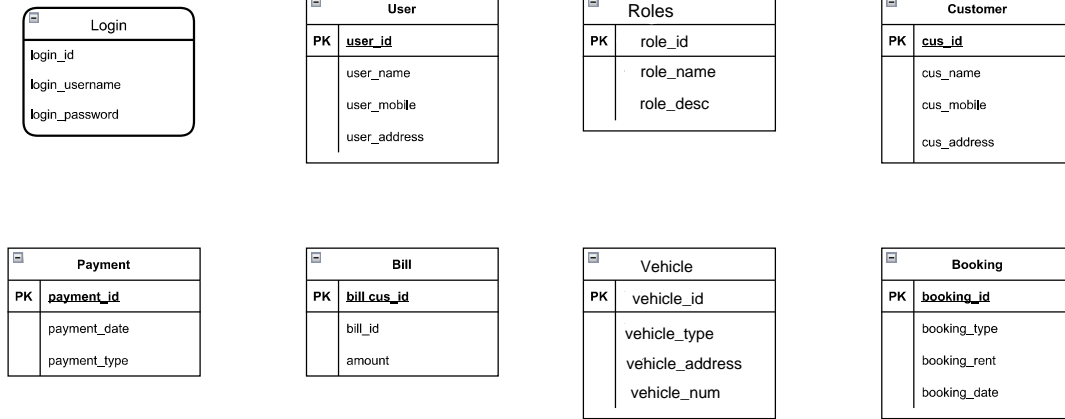 Login
login_id
login_username
login_password
User
PK user_id
user_name
user_mobile
user_address
Roles
PK role_id
role_name
role_desc
Customer
PK cus_id
cus_name
cus_mobile
cus_address
Payment
PK payment_id
payment_date
payment_type
Bill
PK bill cus_id
bill_id
amount
Vehicle
PK vehicle_id
vehicle_type
vehicle_address
vehicle_num
Booking
PK booking_id
booking_type
booking_rent
booking_date